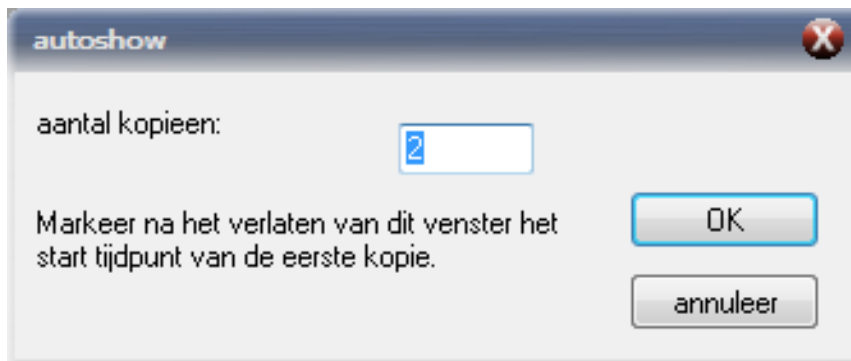 autoshow
aantal kopieen:
2
Markeer na het verlaten van dit venster het
start tijdpunt van de eerste kopie.
OK
annuleer